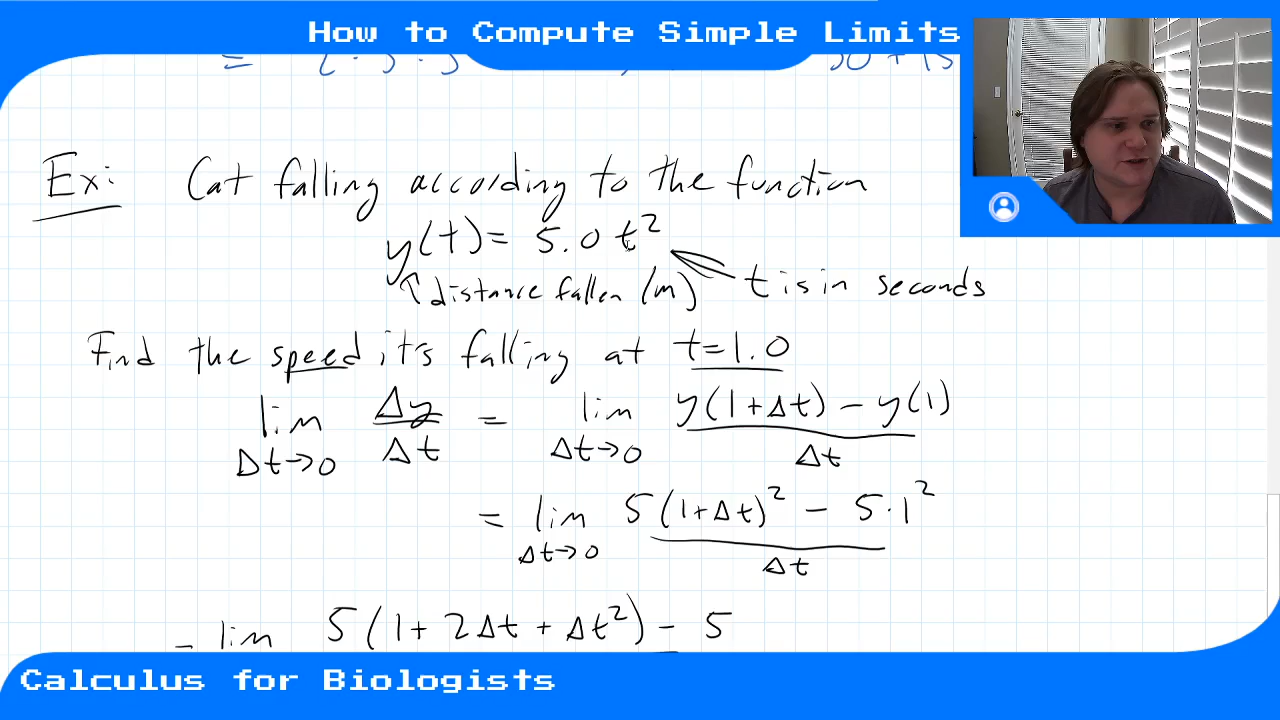 How to Compute Simple Limits
Ex: Cat falling according to the function
y(t) = 5.0 t²
↑ distance fallen (m)
t is in seconds
Find the speed it's falling at t=1.0
lim Δt→0 Δy/Δt = lim Δt→0 (y(1+Δt) − y(1))/Δt
= lim Δt→0 (5(1+Δt)² − 5·1²)/Δt
= lim 5(1 + 2Δt + Δt²) − 5
Calculus for Biologists